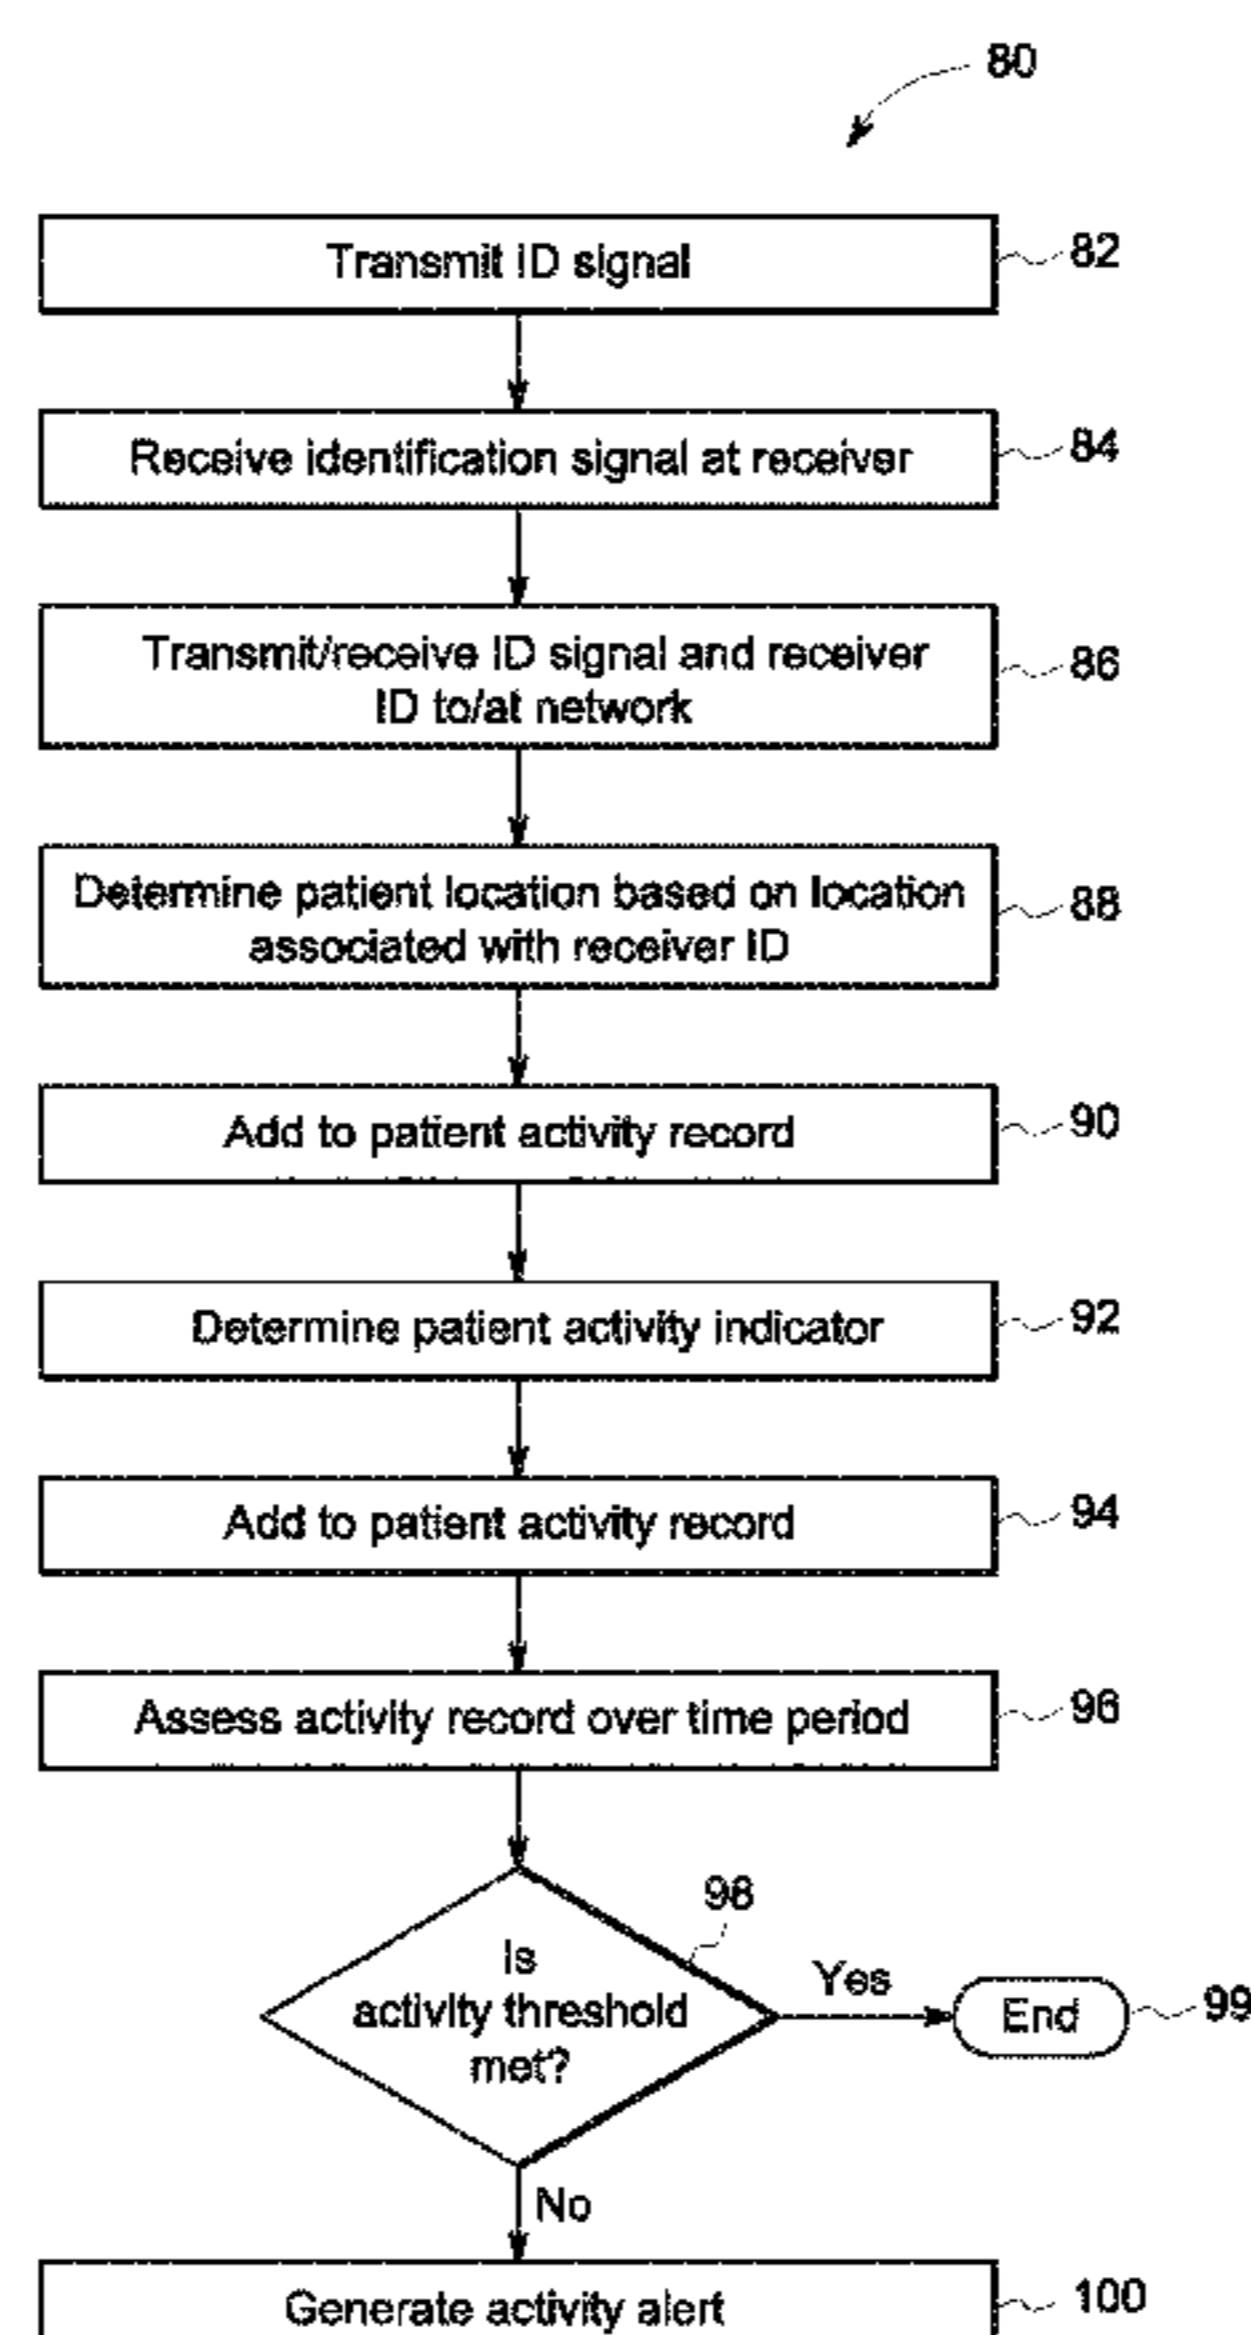 80
Transmit ID signal
82
Receive identification signal at receiver
84
Transmit/receive ID signal and receiver
ID to/at network
86
Determine patient location based on location
associated with receiver ID
88
Add to patient activity record
90
Determine patient activity indicator
92
Add to patient activity record
94
Assess activity record over time period
96
Is
activity threshold
met?
98
Yes
End
99
No
Generate activity alert
100